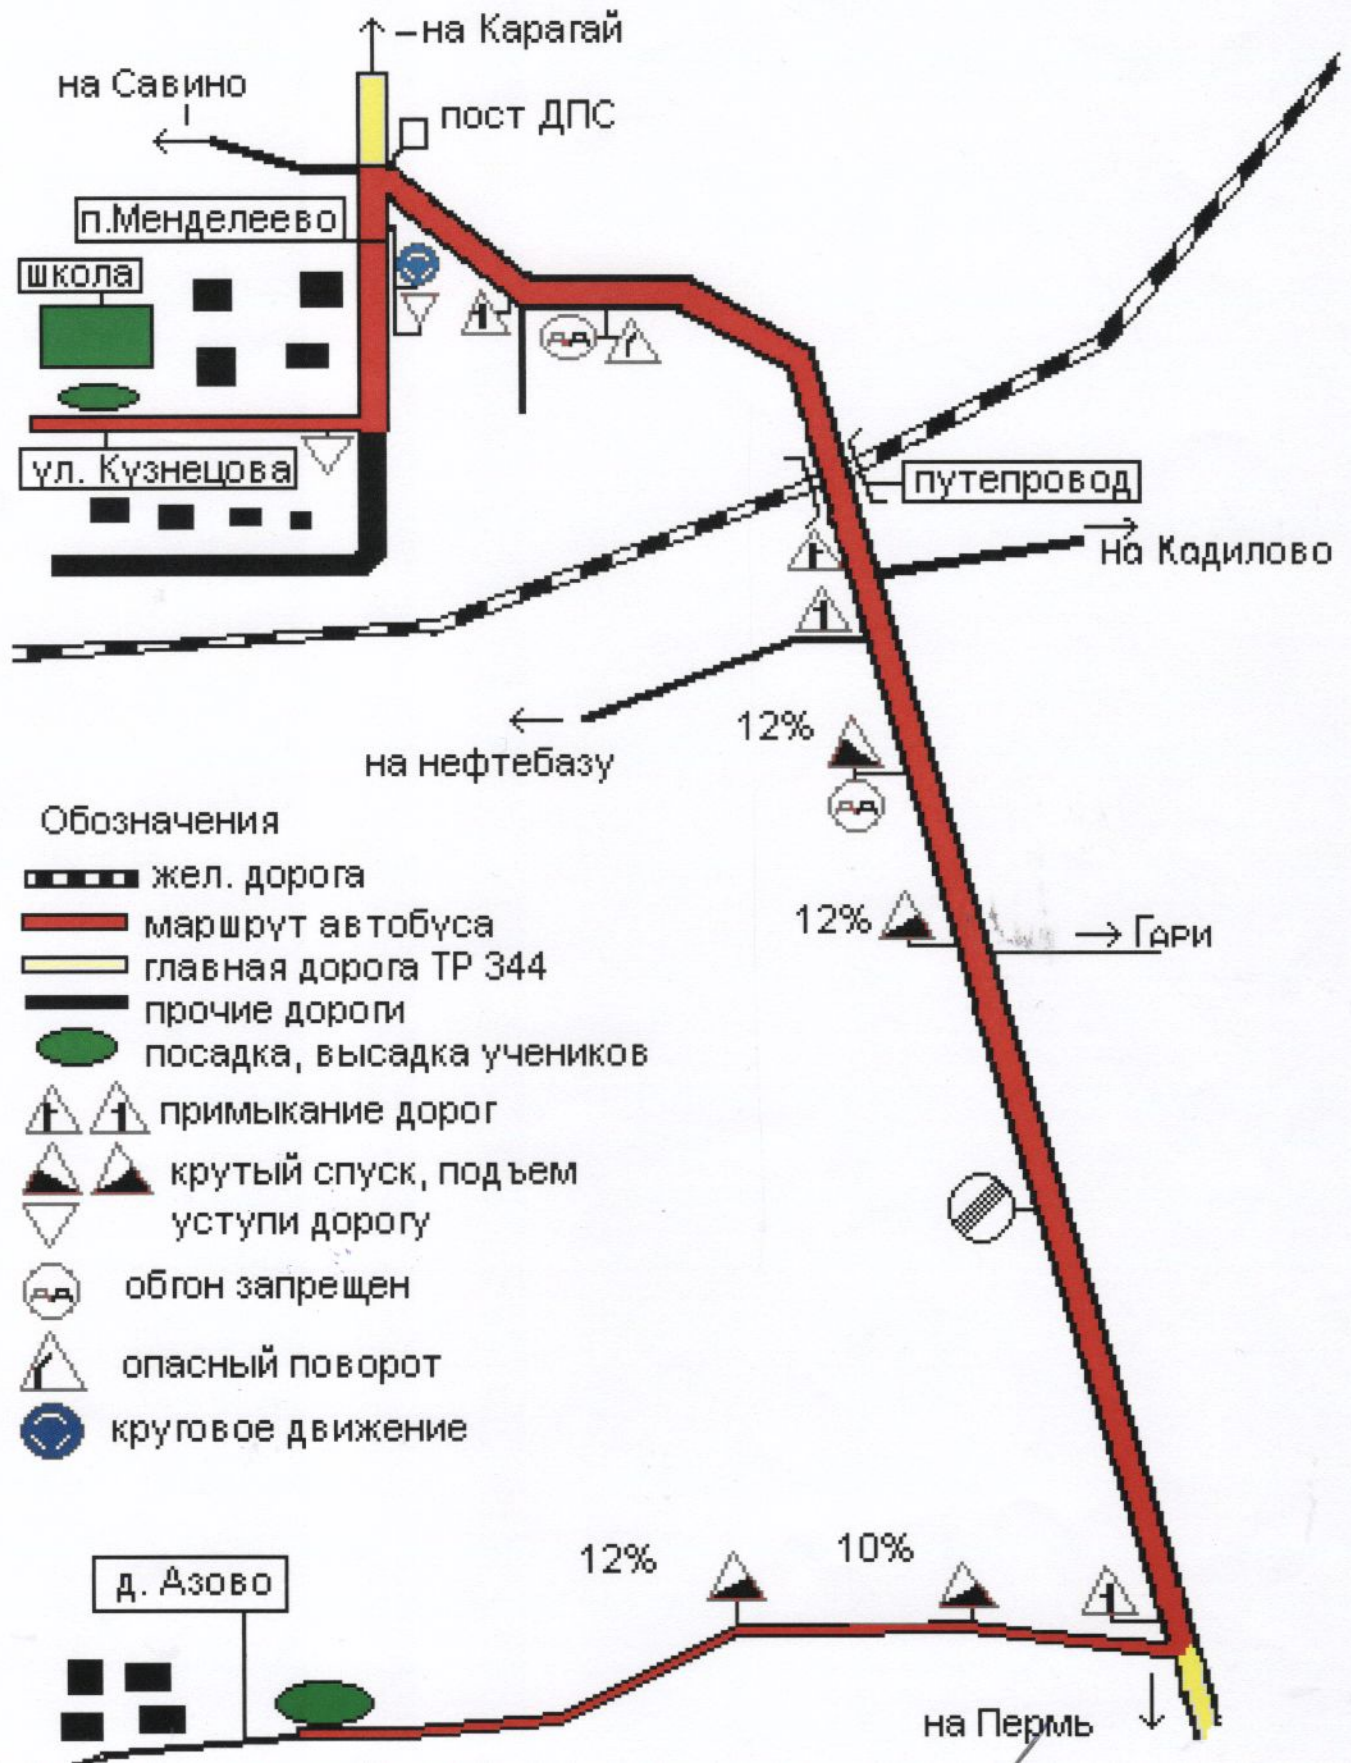 на Карагай
на Савино
пост ДПС
п.Менделеево
школа
ул. Кузнецова
путепровод
на Кадилово
на нефтебазу
12%
Обозначения
жел. дорога
маршрут автобуса
12%
Гари
главная дорога ТР 344
прочие дороги
посадка, высадка учеников
примыкание дорог
крутый спуск, подъем
уступи дорогу
обгон запрещен
опасный поворот
круговое движение
12%
10%
д. Азово
на Пермь